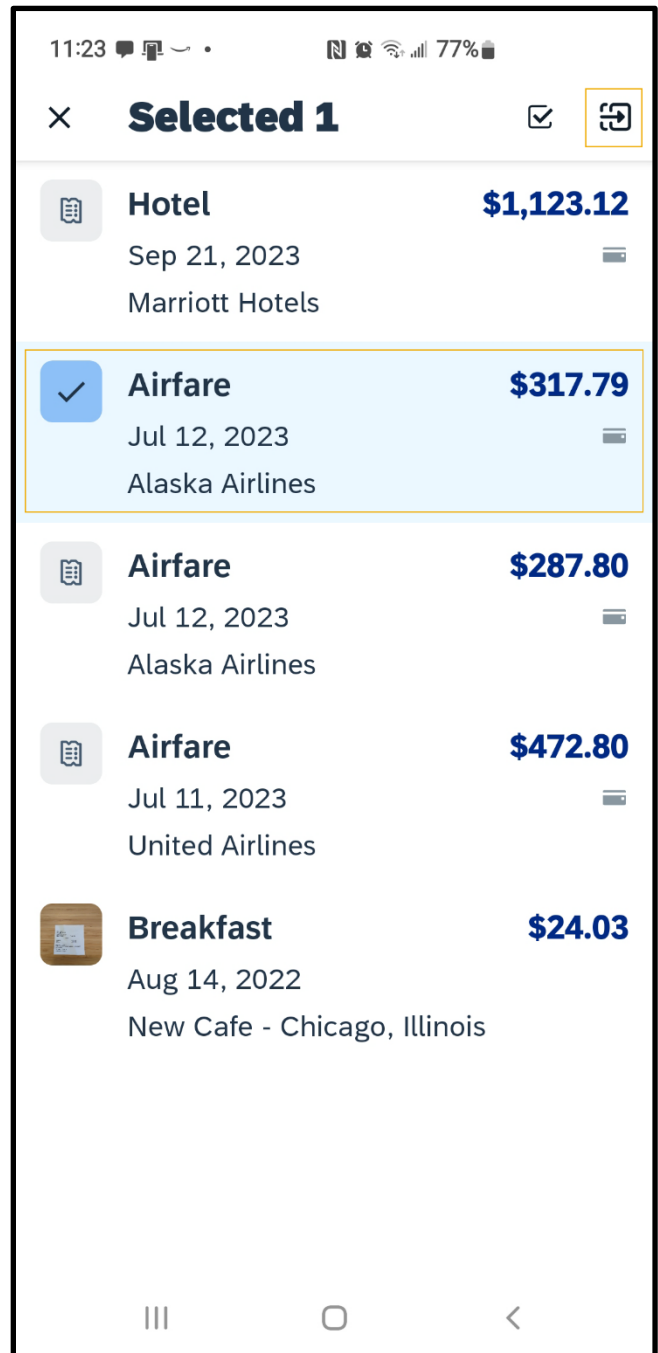 11:23 77%
Selected 1
Hotel $1,123.12
Sep 21, 2023
Marriott Hotels
Airfare $317.79
Jul 12, 2023
Alaska Airlines
Airfare $287.80
Jul 12, 2023
Alaska Airlines
Airfare $472.80
Jul 11, 2023
United Airlines
Breakfast $24.03
Aug 14, 2022
New Cafe - Chicago, Illinois